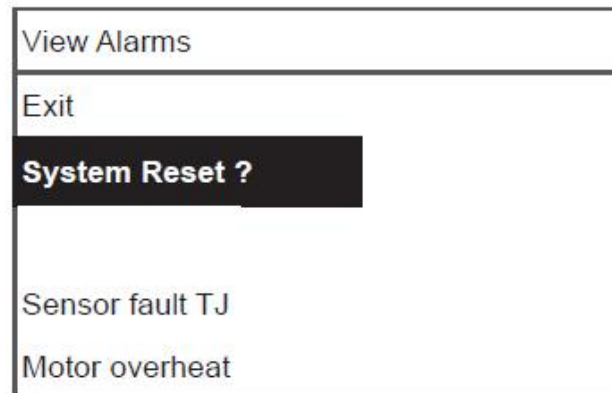 View Alarms
Exit
System Reset ?
Sensor fault TJ
Motor overheat